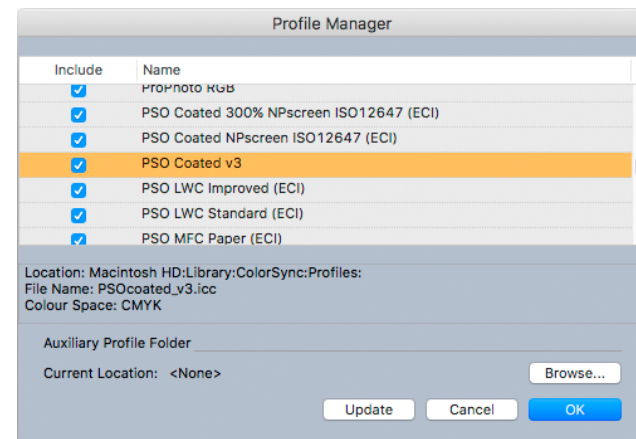 Profile Manager
Include Name
ProPhoto RGB
PSO Coated 300% NPscreen ISO12647 (ECI)
PSO Coated NPscreen ISO12647 (ECI)
PSO Coated v3
PSO LWC Improved (ECI)
PSO LWC Standard (ECI)
PSO MFC Paper (ECI)
Location: Macintosh HD:Library:ColorSync:Profiles:
File Name: PSOcoated_v3.icc
Colour Space: CMYK
Auxiliary Profile Folder
Current Location: <None> Browse...
Update Cancel OK